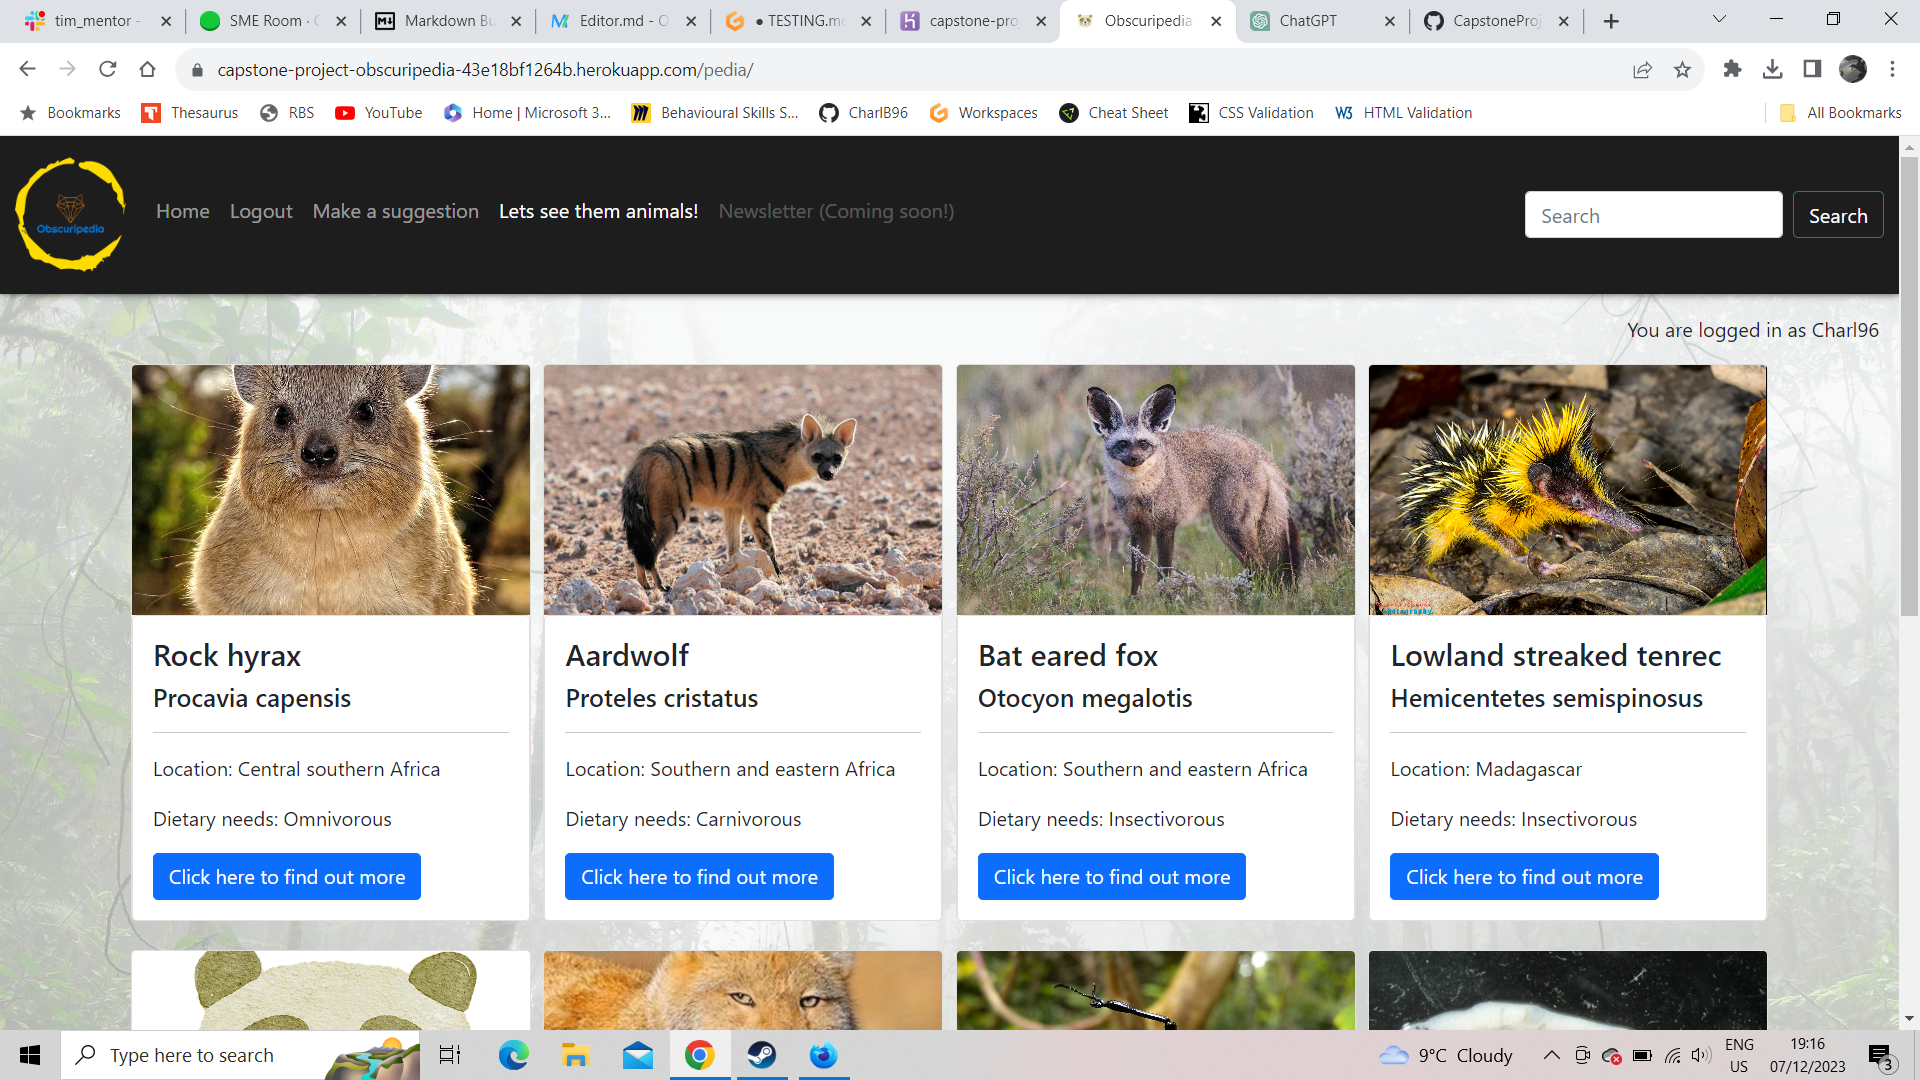 tim_mentor -
SME Room · 
Markdown Bu
Editor.md - O
● TESTING.m
capstone-pro
Obscuripedia
ChatGPT
CapstoneProj
capstone-project-obscuripedia-43e18bf1264b.herokuapp.com/pedia/
Bookmarks
Thesaurus
RBS
YouTube
Home | Microsoft 3...
Behavioural Skills S...
CharlB96
Workspaces
Cheat Sheet
CSS Validation
HTML Validation
All Bookmarks
Obscuripedia
Home
Logout
Make a suggestion
Lets see them animals!
Newsletter (Coming soon!)
Search
Search
You are logged in as Charl96
Rock hyrax
Procavia capensis
Location: Central southern Africa
Dietary needs: Omnivorous
Click here to find out more
Aardwolf
Proteles cristatus
Location: Southern and eastern Africa
Dietary needs: Carnivorous
Click here to find out more
Bat eared fox
Otocyon megalotis
Location: Southern and eastern Africa
Dietary needs: Insectivorous
Click here to find out more
Lowland streaked tenrec
Hemicentetes semispinosus
Location: Madagascar
Dietary needs: Insectivorous
Click here to find out more
Type here to search
9°C Cloudy
ENG
US
19:16
07/12/2023
3